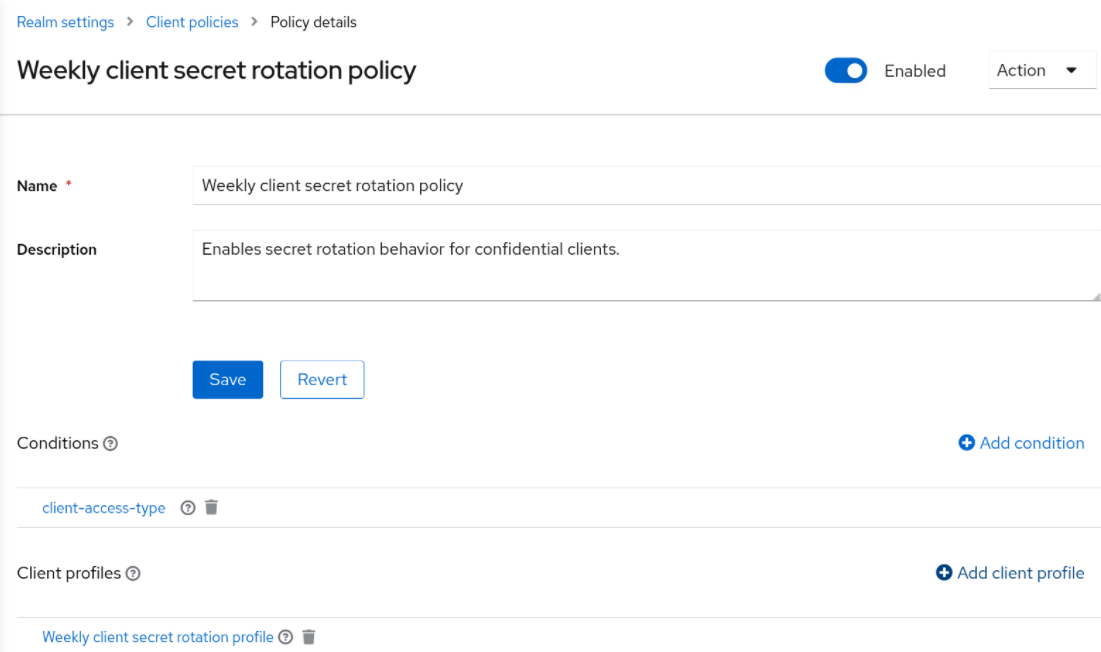 Realm settings > Client policies > Policy details
Weekly client secret rotation policy
Enabled
Action
Name *
Weekly client secret rotation policy
Description
Enables secret rotation behavior for confidential clients.
Save
Revert
Conditions
Add condition
client-access-type
Client profiles
Add client profile
Weekly client secret rotation profile